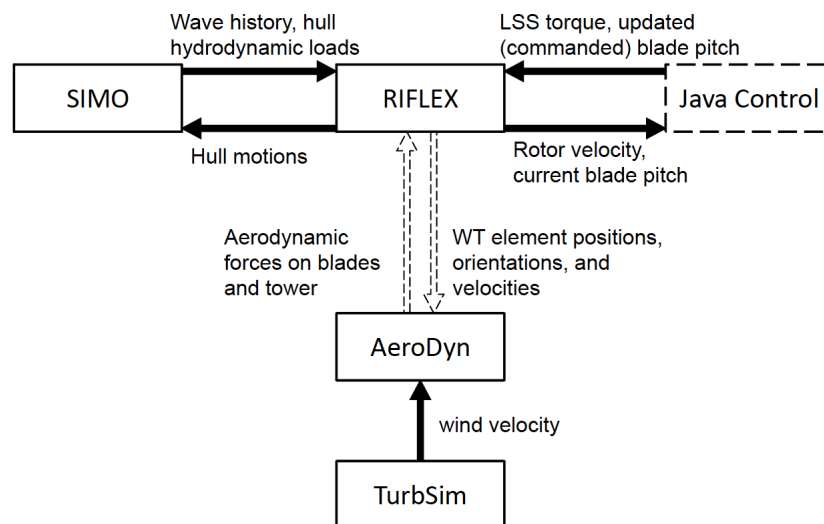 Wave history, hull
hydrodynamic loads
LSS torque, updated
(commanded) blade pitch
SIMO
RIFLEX
Java Control
Hull motions
Rotor velocity,
current blade pitch
Aerodynamic
forces on blades
and tower
WT element positions,
orientations, and
velocities
AeroDyn
wind velocity
TurbSim